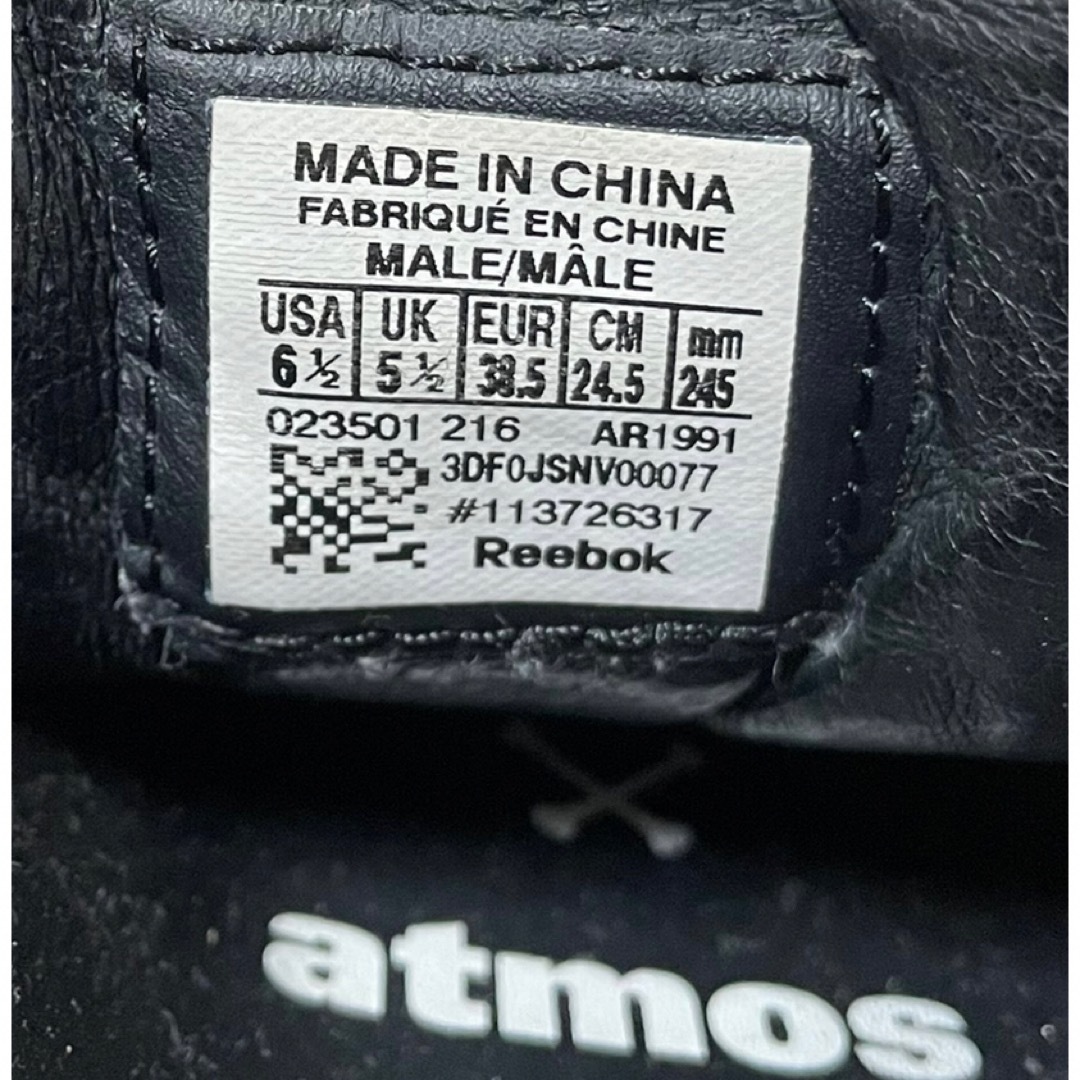 MADE IN CHINA
FABRIQUÉ EN CHINE
MALE/MÂLE
USA UK EUR CM mm
6 ½ 5 ½ 38.5 24.5 245
023501 216 AR1991
3DF0JSNV00077
#113726317
Reebok
atmos